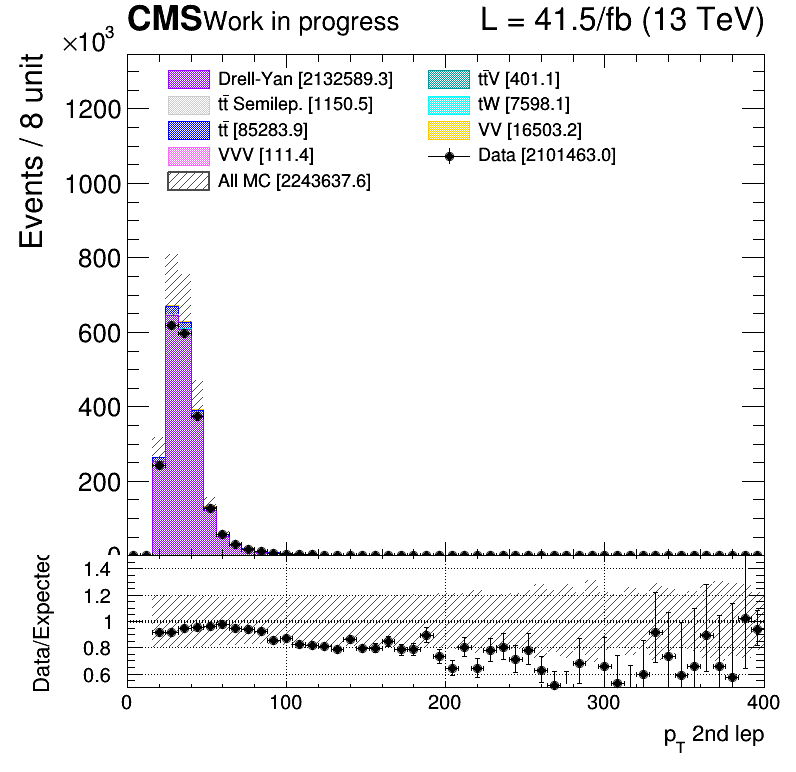 CMS Work in progress L = 41.5/fb (13 TeV)
×10³
Drell-Yan [2132589.3]
tt̄ Semilep. [1150.5]
tt̄ [85283.9]
VVV [111.4]
All MC [2243637.6]
tt̄V [401.1]
tW [7598.1]
VV [16503.2]
Data [2101463.0]
Events / 8 unit
1200
1000
800
600
400
200
0
Data/Expected
1.4
1.2
1
0.8
0.6
0 100 200 300 400
p_T 2nd lep